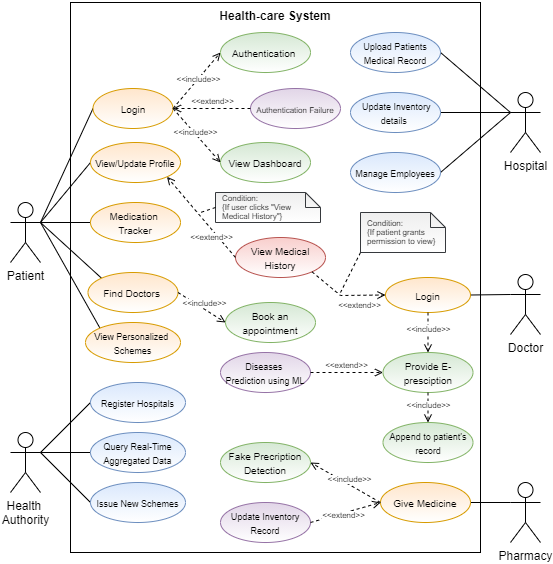 Health-care System
Authentication
<<include>>
Login
<<extend>>
Authentication Failure
<<include>>
View Dashboard
View/Update Profile
Medication
Tracker
Condition:
{If user clicks "View
Medical History"}
<<extend>>
View Medical
History
Patient
Find Doctors
<<include>>
Book an
appointment
View Personalized
Schemes
Upload Patients
Medical Record
Update Inventory
details
Manage Employees
Hospital
Condition:
{If patient grants
permission to view}
<<extend>>
Login
Doctor
<<include>>
Diseases
Prediction using ML
<<extend>>
Provide E-
presciption
<<include>>
Append to patient's
record
Register Hospitals
Query Real-Time
Aggregated Data
Issue New Schemes
Health
Authority
Fake Precription
Detection
<<include>>
Give Medicine
Update Inventory
Record
<<extend>>
Pharmacy